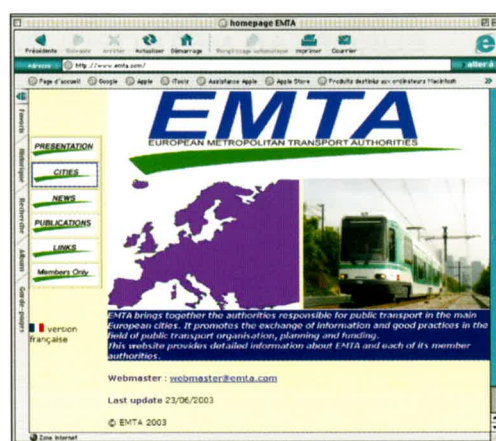 homepage EMTA
Précédente Suivante Arrêter Actualiser Démarrage Remplissage automatique Imprimer Courrier
Adresse http://www.emta.com/ aller à
Page d'accueil Google Apple iTools Assistance Apple Apple Store Produits destinés aux ordinateurs Macintosh
Favoris
Historique
Recherche
Albums
Garde-pages
EMTA
EUROPEAN METROPOLITAN TRANSPORT AUTHORITIES
PRESENTATION
CITIES
NEWS
PUBLICATIONS
LINKS
Members Only
version
française
EMTA brings together the authorities responsible for public transport in the main
European cities. It promotes the exchange of information and good practices in the
field of public transport organisation, planning and funding.
This website provides detailed information about EMTA and each of its member
authorities.
Webmaster : webmaster@emta.com
Last update 23/06/2003
© EMTA 2003
Zone Internet